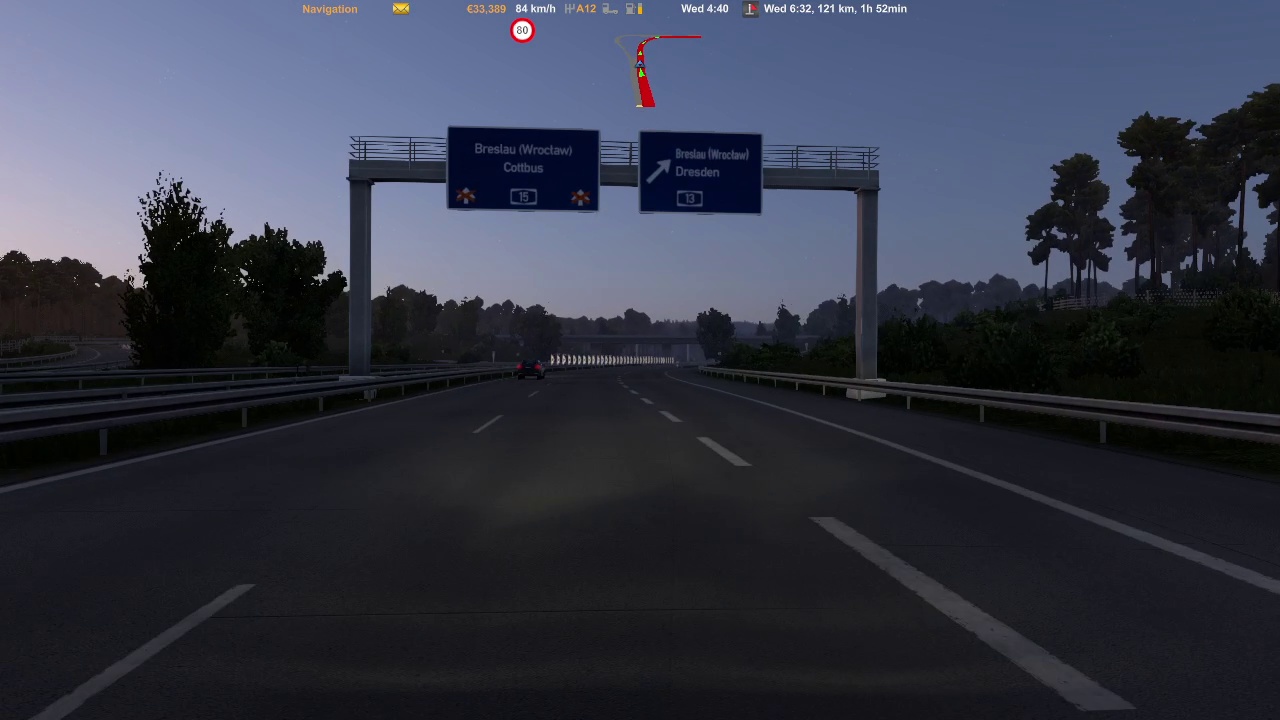 Navigation
€33,389
84 km/h
A12
Wed 4:40
Wed 6:32, 121 km, 1h 52min
80
Breslau (Wrocław)
Cottbus
15
Breslau (Wrocław)
Dresden
13